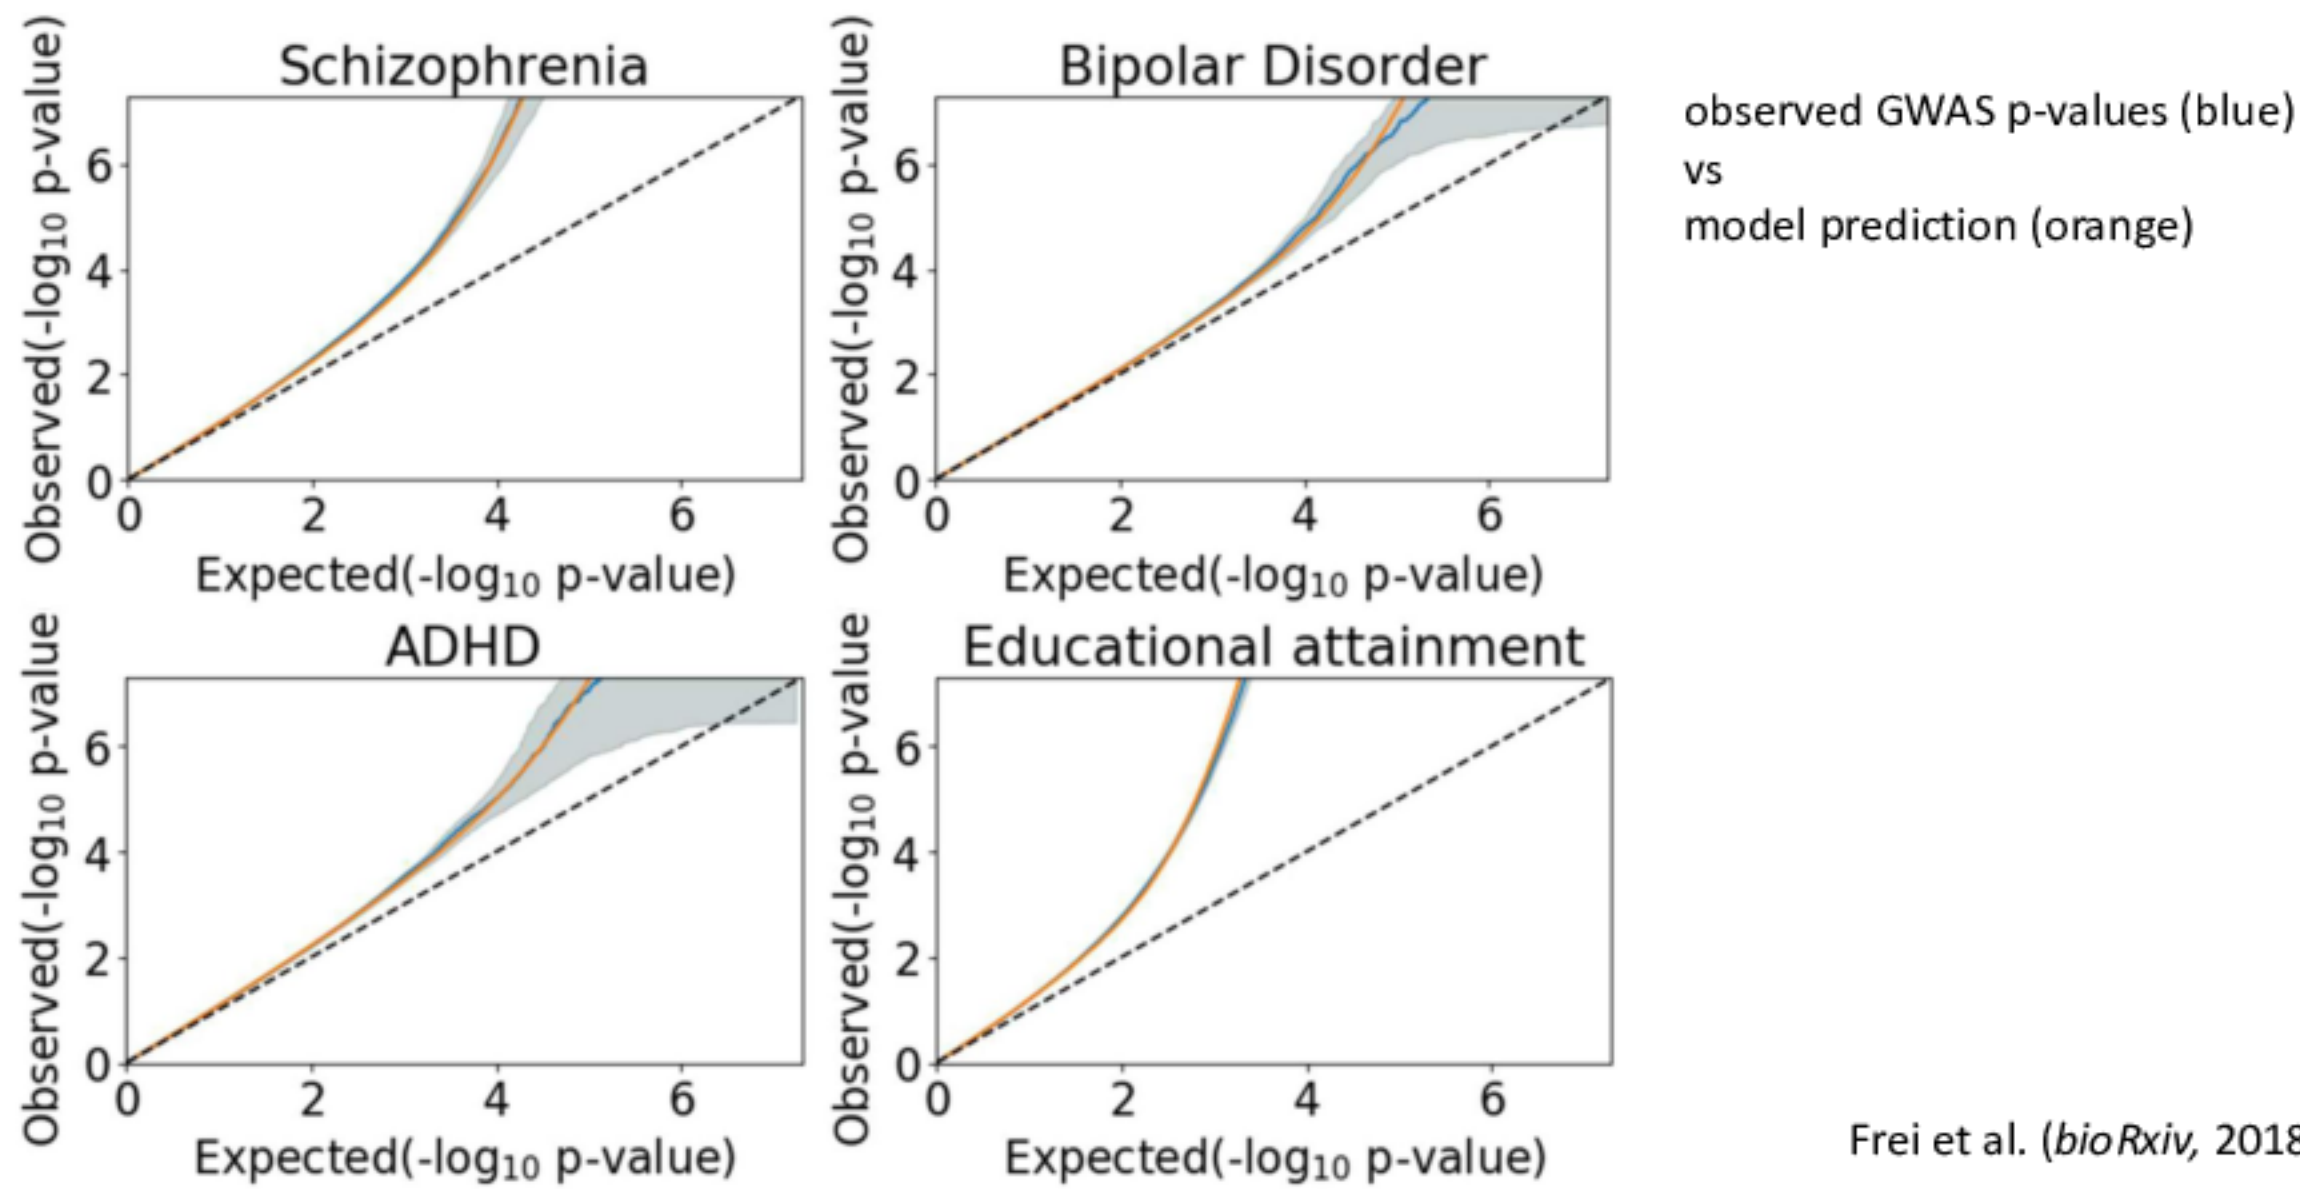 Schizophrenia
Observed(-log₁₀ p-value)
6
4
2
0
0 2 4 6
Expected(-log₁₀ p-value)
Bipolar Disorder
Observed(-log₁₀ p-value)
6
4
2
0
0 2 4 6
Expected(-log₁₀ p-value)
observed GWAS p-values (blue)
vs
model prediction (orange)
ADHD
Observed(-log₁₀ p-value
6
4
2
0
0 2 4 6
Expected(-log₁₀ p-value)
Educational attainment
Observed(-log₁₀ p-value
6
4
2
0
0 2 4 6
Expected(-log₁₀ p-value)
Frei et al. (bioRxiv, 2018